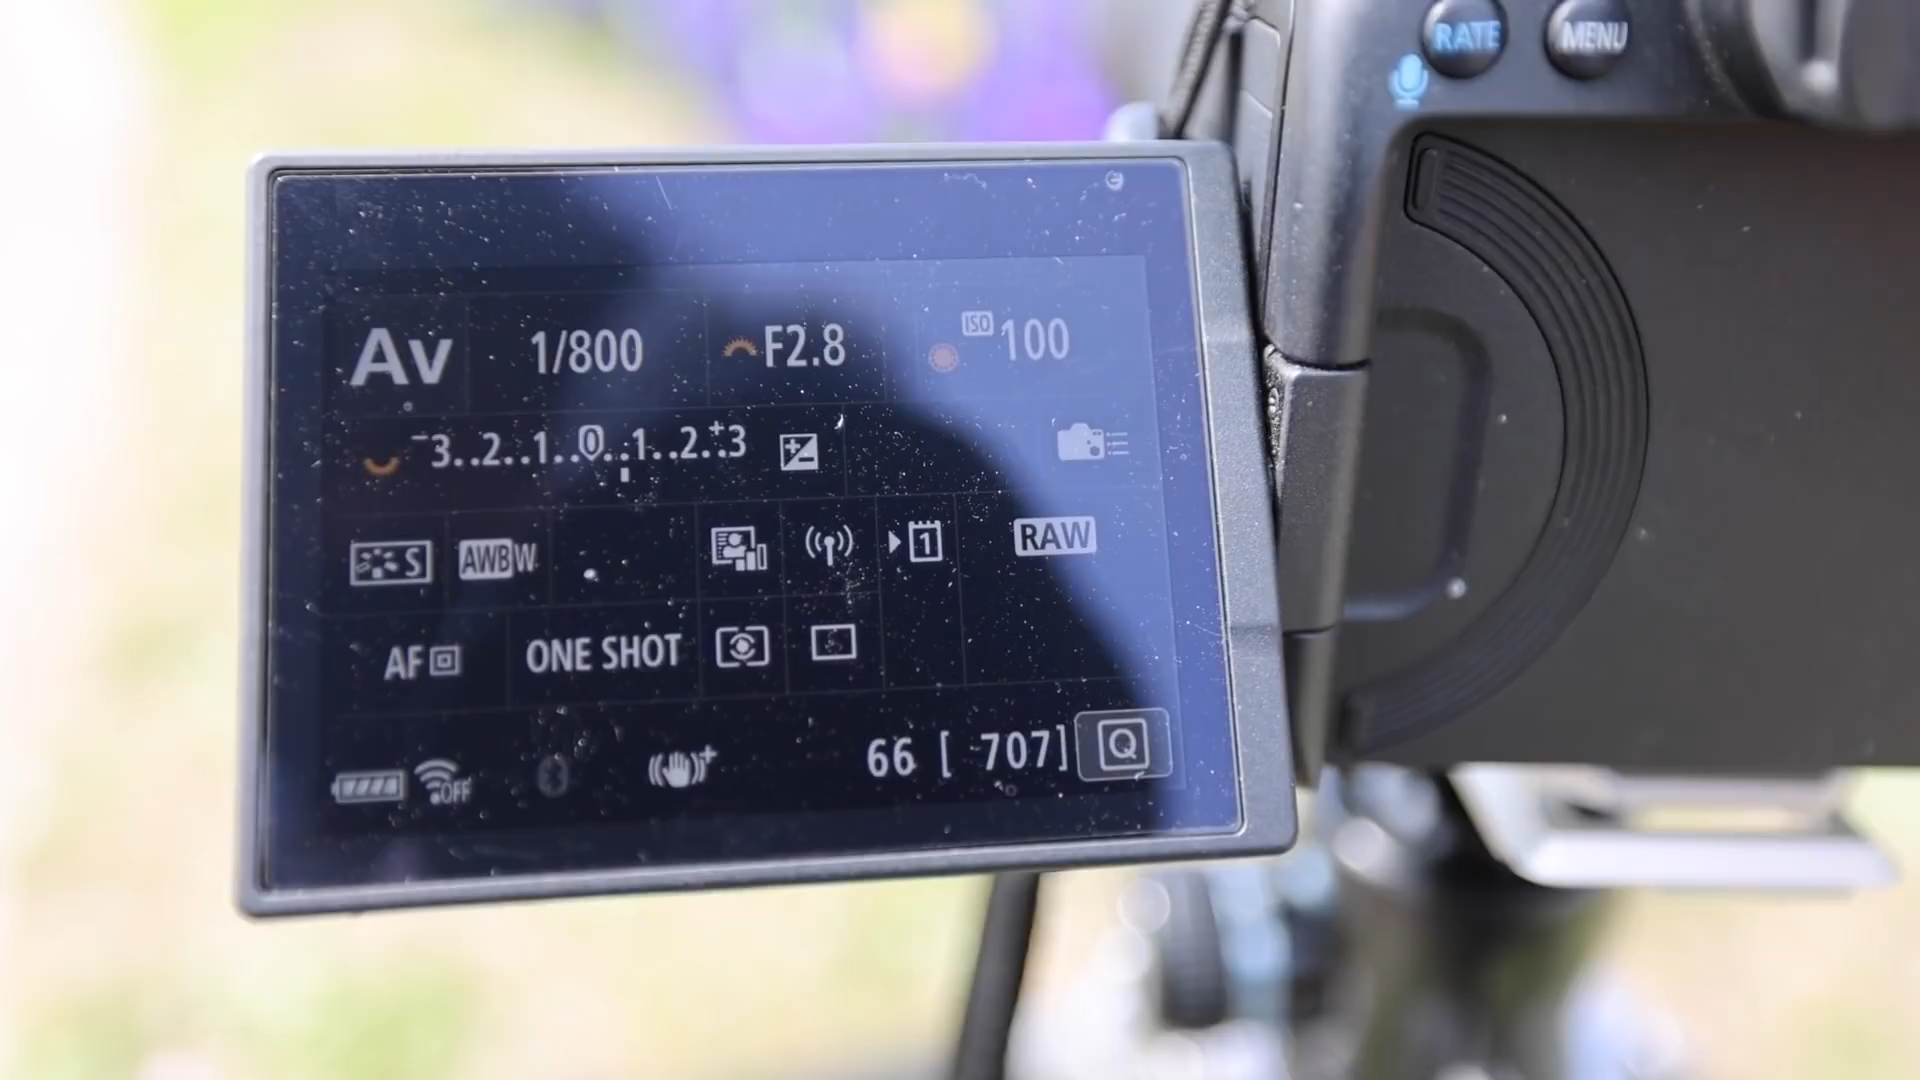 RATE MENU
Av 1/800 F2.8 ISO 100
-3..2..1..0..1..2..+3
S AWBW 1 RAW
AF ONE SHOT
OFF 66 [ 707] Q